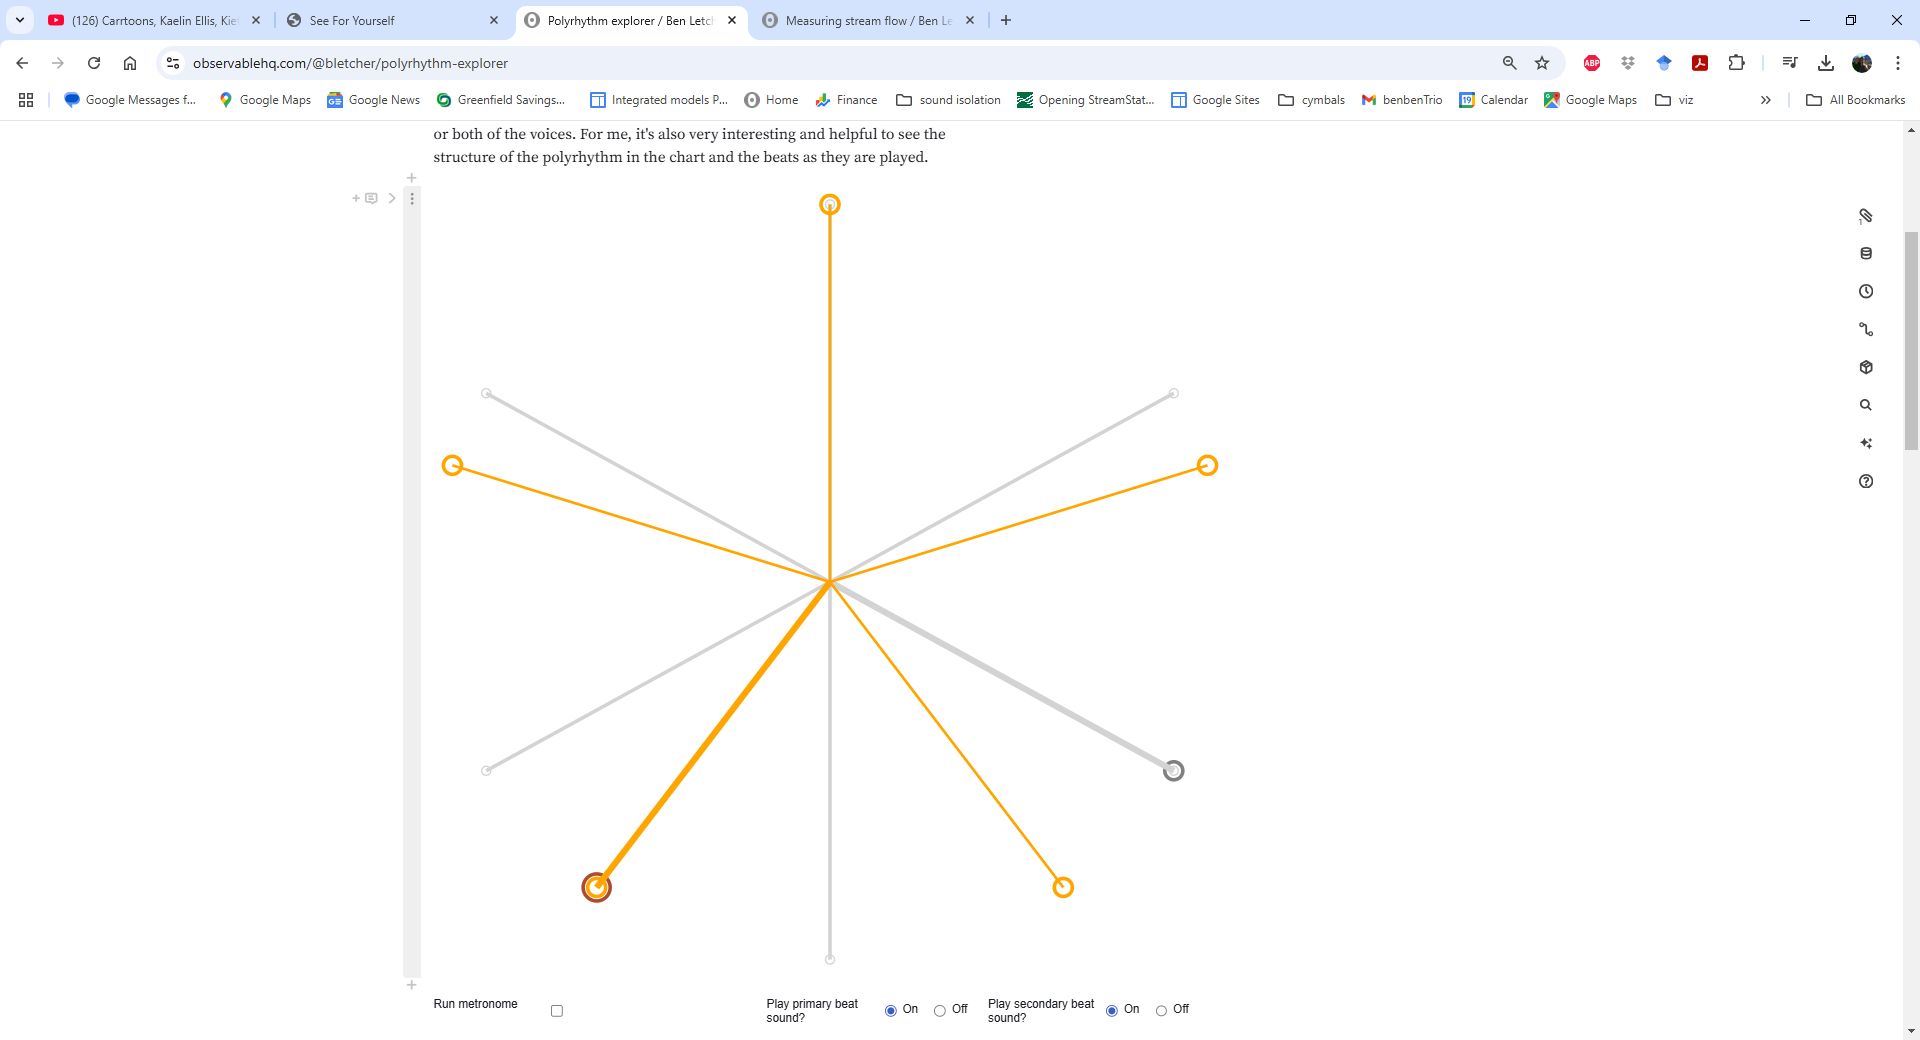 (126) Carrtoons, Kaelin Ellis, Kie
See For Yourself
Polyrhythm explorer / Ben Letch
Measuring stream flow / Ben Le
observablehq.com/@bletcher/polyrhythm-explorer
ABP
Google Messages f...
Google Maps
Google News
Greenfield Savings...
Integrated models P...
Home
Finance
sound isolation
Opening StreamStat...
Google Sites
cymbals
benbenTrio
19
Calendar
Google Maps
viz
All Bookmarks
or both of the voices. For me, it's also very interesting and helpful to see the
structure of the polyrhythm in the chart and the beats as they are played.
1
Run metronome
Play primary beat
sound?
On
Off
Play secondary beat
sound?
On
Off